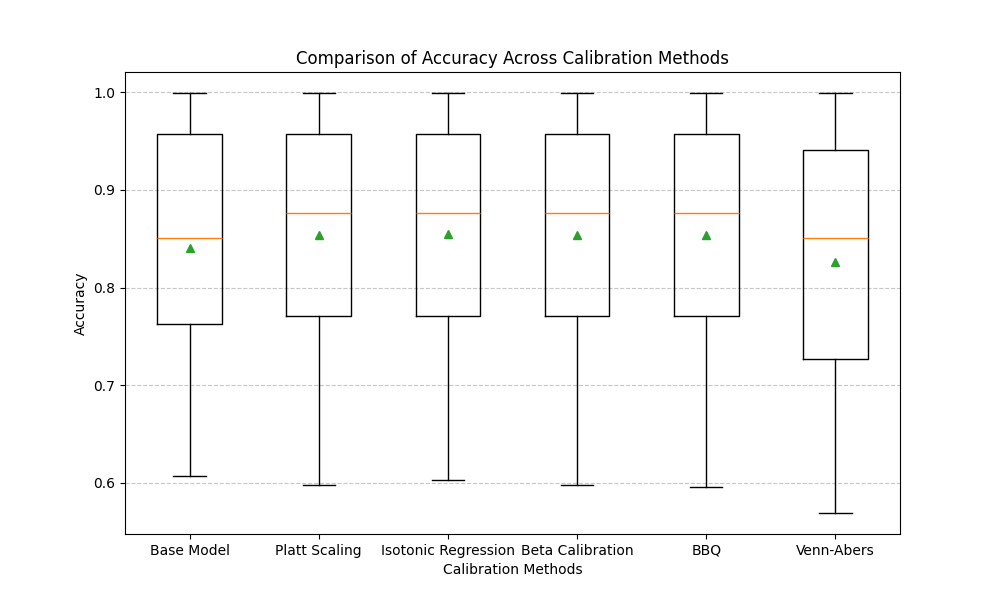 Comparison of Accuracy Across Calibration Methods
1.0
0.9
0.8
0.7
0.6
Accuracy
Base Model
Platt Scaling
Isotonic Regression
Beta Calibration
BBQ
Venn-Abers
Calibration Methods